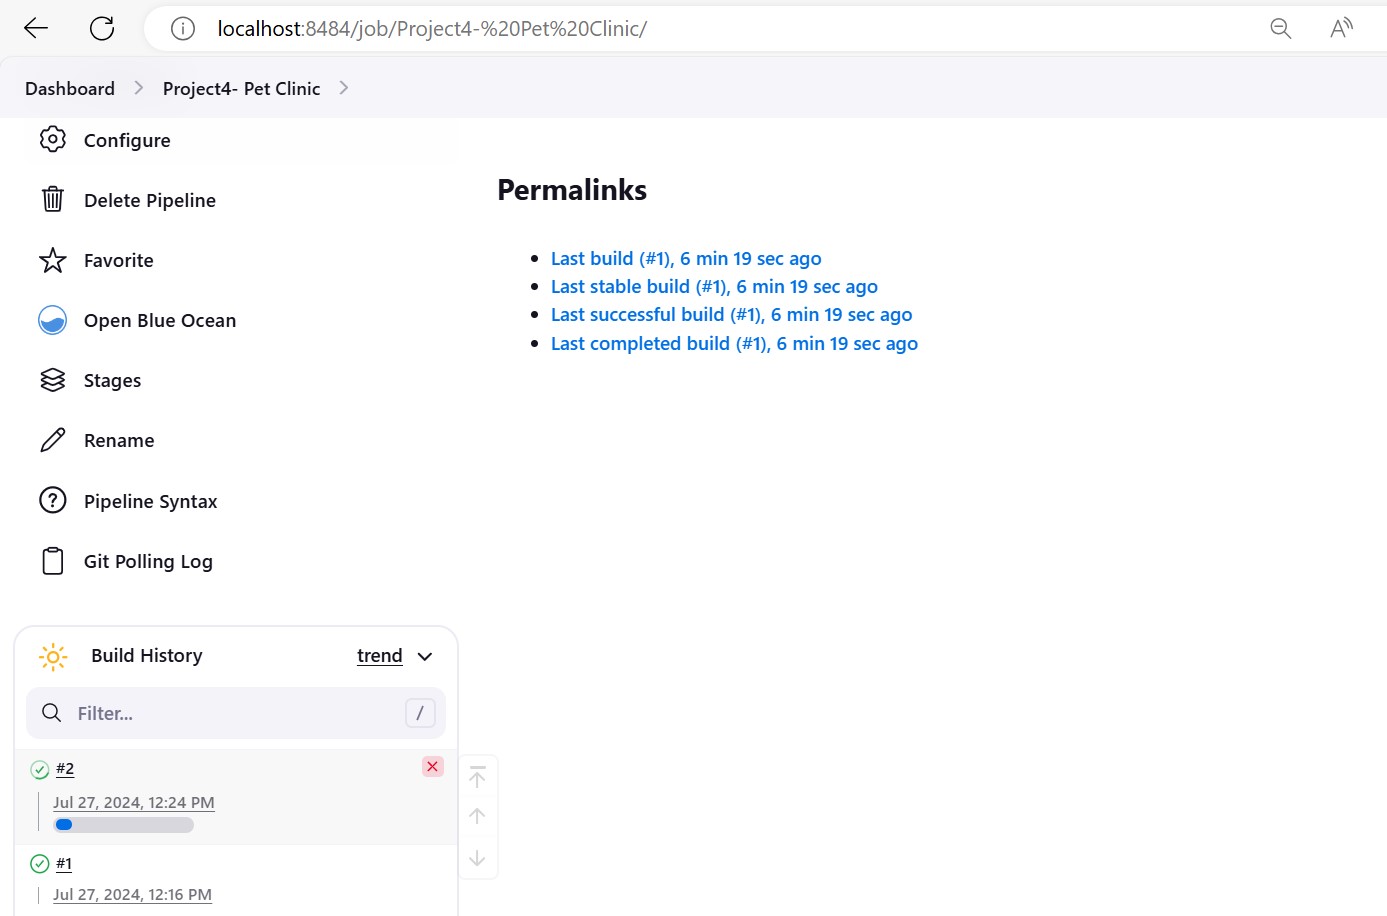 localhost:8484/job/Project4-%20Pet%20Clinic/
A
Dashboard
Project4- Pet Clinic
Configure
Delete Pipeline
Favorite
Open Blue Ocean
Stages
Rename
Pipeline Syntax
Git Polling Log
Permalinks
Last build (#1), 6 min 19 sec ago
Last stable build (#1), 6 min 19 sec ago
Last successful build (#1), 6 min 19 sec ago
Last completed build (#1), 6 min 19 sec ago
Build History trend
Filter... /
#2
Jul 27, 2024, 12:24 PM
#1
Jul 27, 2024, 12:16 PM